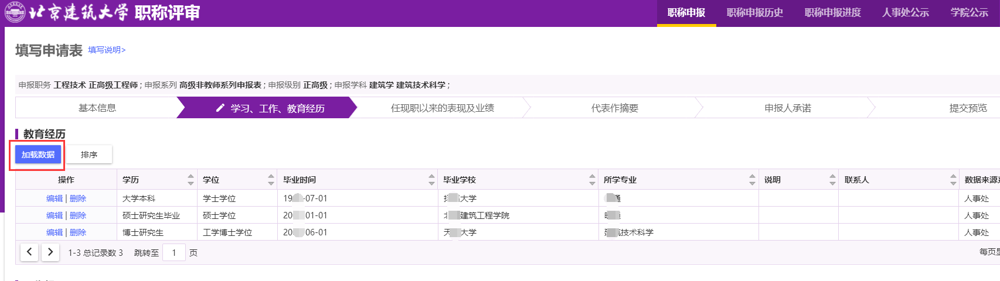 北京建筑大学 职称评审
职称申报 职称申报历史 职称申报进度 人事处公示 学院公示
填写申请表 填写说明>
申报职务 工程技术 正高级工程师 ; 申报系列 高级非教师系列申报表 ; 申报级别 正高级 ; 申报学科 建筑学 建筑技术科学 ;
基本信息 学习、工作、教育经历 任现职以来的表现及业绩 代表作摘要 申报人承诺 提交预览
教育经历
加载数据 排序
操作 学历 学位 毕业时间 毕业学校 所学专业 说明 联系人 数据来源
编辑 | 删除 大学本科 学士学位 19 -07-01 大学 通 人事处
编辑 | 删除 硕士研究生毕业 硕士学位 20 01-01 建筑工程学院 人事处
编辑 | 删除 博士研究生 工学博士学位 20 06-01 天 大学 技术科学 人事处
1-3 总记录数 3 跳转至 1 页 每页